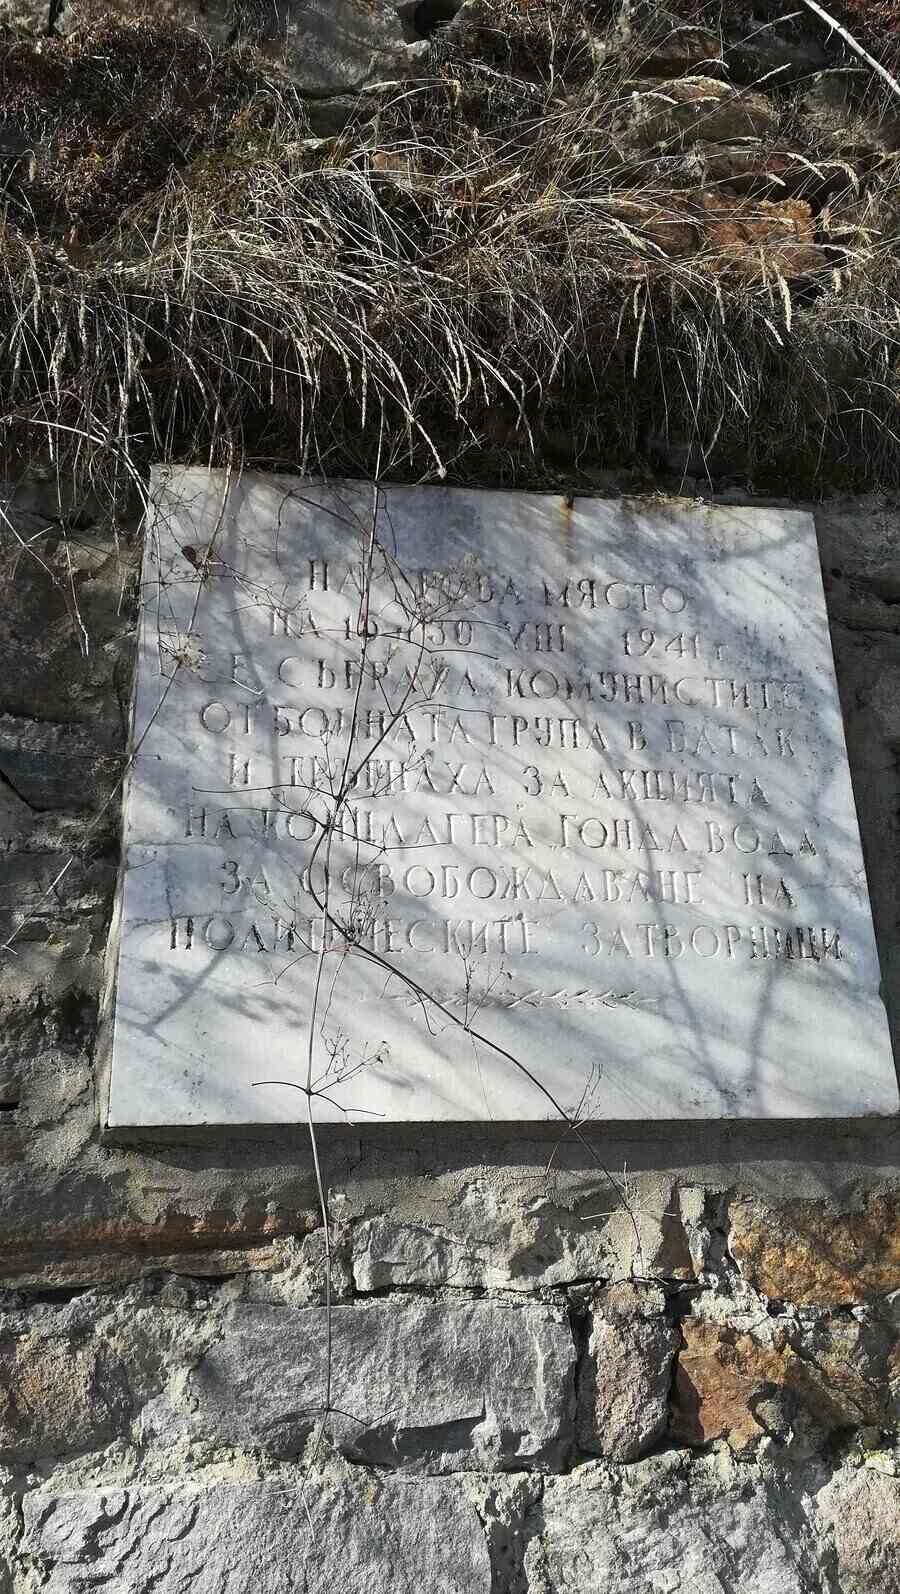 НА ТОВА МЯСТО
НА 30 VIII 1941 г.
СЕ СЪБРАХА КОМУНИСТИТЕ
ОТ БОЙНАТА ГРУПА В БАТАК
И ТРЪГНАХА ЗА АКЦИЯТА
НА КОНЦЛАГЕРА ГОНДА ВОДА
ЗА ОСВОБОЖДАВАНЕ НА
ПОЛИТИЧЕСКИТЕ ЗАТВОРНИЦИ